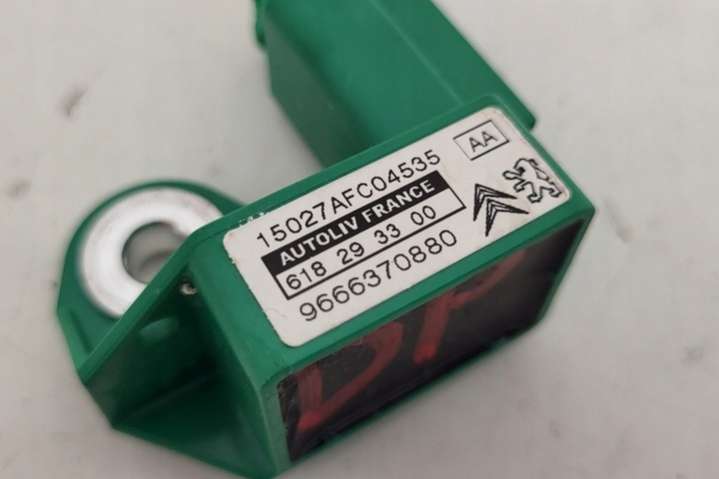 15027AFC04535
AA
AUTOLIV FRANCE
618 29 33 00
9666370880
DP